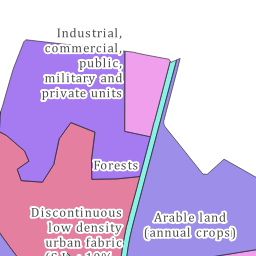 Industrial,
commercial,
public,
military and
private units
Forests
Discontinuous
low density
urban fabric
Arable land
(annual crops)